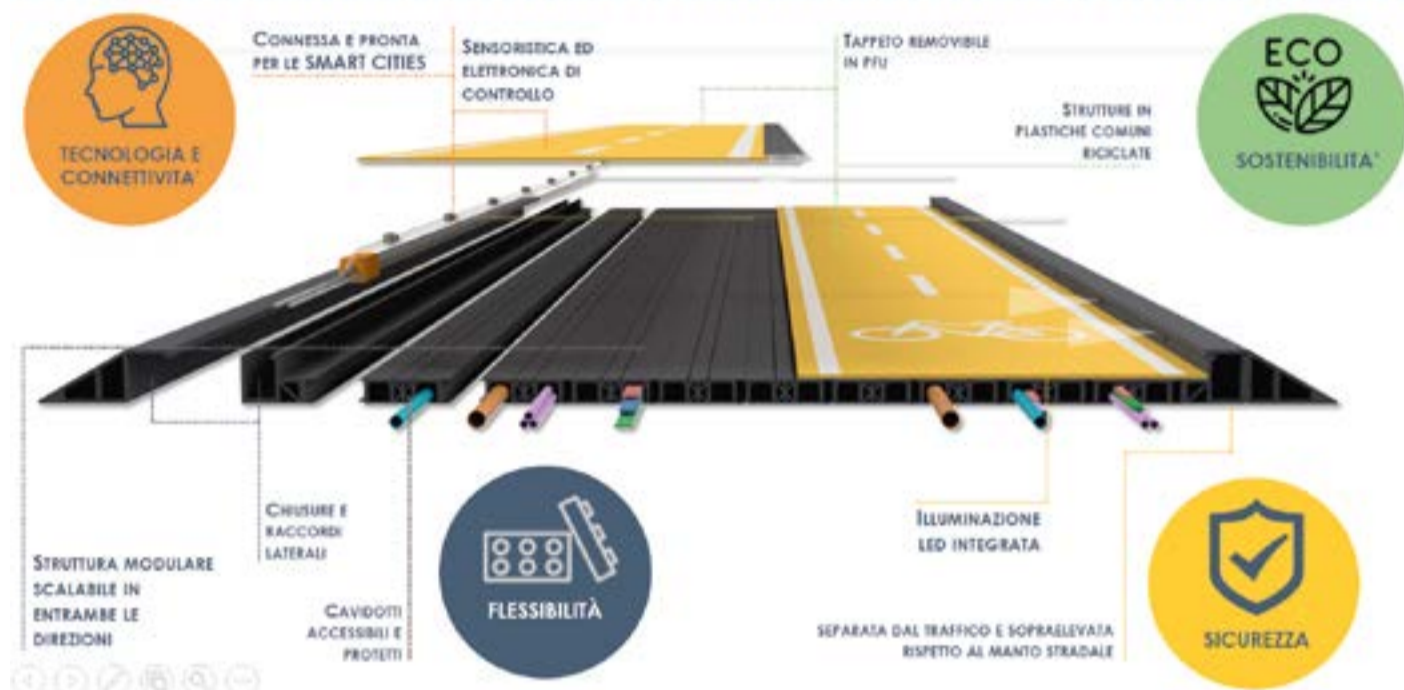 TECNOLOGIA E
CONNETTIVITA'
CONNESSA E PRONTA
PER LE SMART CITIES
SENSORISTICA ED
ELETTRONICA DI
CONTROLLO
TAPPETO REMOVIBILE
IN PFU
STRUTTURE IN
PLASTICHE COMUNI
RICICLATE
ECO
SOSTENIBILITA'
STRUTTURA MODULARE
SCALABILE IN
ENTRAMBE LE
DIREZIONI
CHIUSURE E
RACCORDI
LATERALI
CAVIDOTTI
ACCESSIBILI E
PROTETTI
FLESSIBILITÀ
ILLUMINAZIONE
LED INTEGRATA
SEPARATA DAL TRAFFICO E SOPRAELEVATA
RISPETTO AL MANTO STRADALE
SICUREZZA